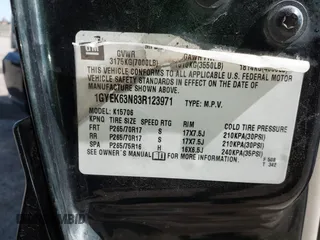 GM
GVWR
3175KG(7000LB)
THIS VEHICLE CONFORMS TO ALL APPLICABLE U.S. FEDERAL MOTOR
VEHICLE SAFETY STANDARDS IN EFFECT ON THE DATE OF
MANUFACTURE SHOWN ABOVE.
1GYEK63N83R123971 TYPE: M.P.V.
MODEL: K15706
KPNQ TIRE SIZE SPEED RTG RIM COLD TIRE PRESSURE
FRT P265/70R17 S 17X7.5J 210KPA(30PSI)
RR P265/70R17 S 17X7.5J 210KPA(30PSI)
SPA P265/75R16 16X6.5J 240KPA(35PSI)
SEE OWNER'S MANUAL FOR ADDITIONAL INFORMATION